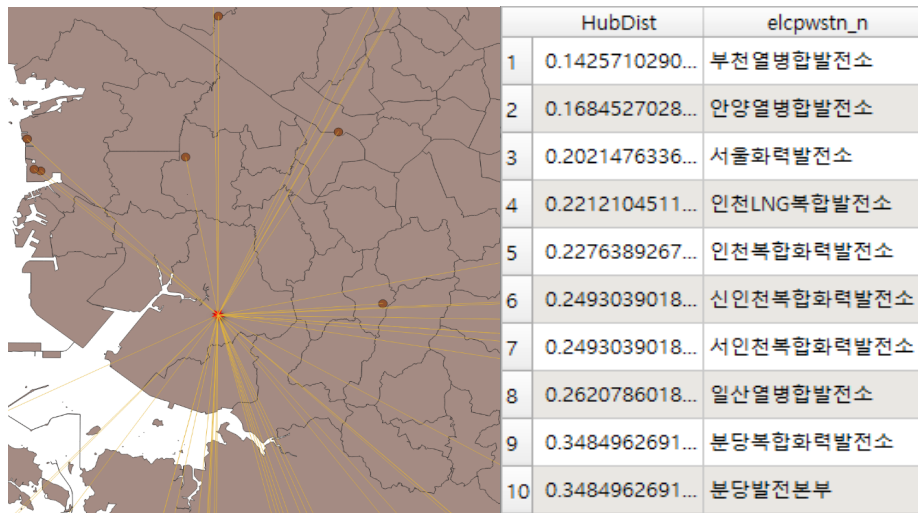 HubDist elcpwstn_n
1 0.1425710290... 부천열병합발전소
2 0.1684527028... 안양열병합발전소
3 0.2021476336... 서울화력발전소
4 0.2212104511... 인천LNG복합발전소
5 0.2276389267... 인천복합화력발전소
6 0.2493039018... 신인천복합화력발전소
7 0.2493039018... 서인천복합화력발전소
8 0.2620786018... 일산열병합발전소
9 0.3484962691... 분당복합화력발전소
10 0.3484962691... 분당발전본부